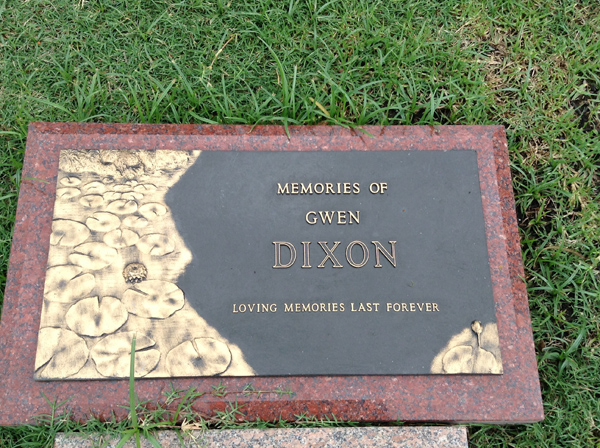 MEMORIES OF
GWEN
DIXON
LOVING MEMORIES LAST FOREVER